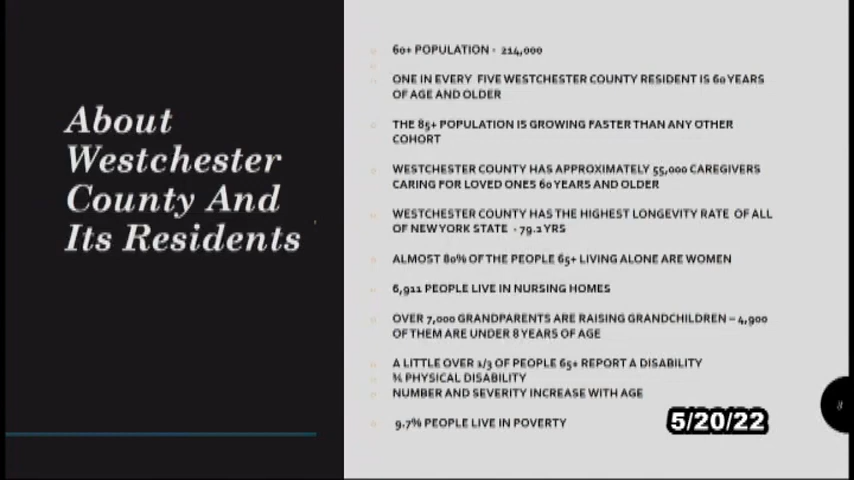 About
Westchester
County And
Its Residents
60+ POPULATION - 214,000
ONE IN EVERY FIVE WESTCHESTER COUNTY RESIDENT IS 60 YEARS
OF AGE AND OLDER
THE 85+ POPULATION IS GROWING FASTER THAN ANY OTHER
COHORT
WESTCHESTER COUNTY HAS APPROXIMATELY 55,000 CAREGIVERS
CARING FOR LOVED ONES 60 YEARS AND OLDER
WESTCHESTER COUNTY HAS THE HIGHEST LONGEVITY RATE OF ALL
OF NEW YORK STATE - 79.2 YRS
ALMOST 80% OF THE PEOPLE 65+ LIVING ALONE ARE WOMEN
6,911 PEOPLE LIVE IN NURSING HOMES
OVER 7,000 GRANDPARENTS ARE RAISING GRANDCHILDREN – 4,900
OF THEM ARE UNDER 8 YEARS OF AGE
A LITTLE OVER 1/3 OF PEOPLE 65+ REPORT A DISABILITY
PHYSICAL DISABILITY
NUMBER AND SEVERITY INCREASE WITH AGE
9.7% PEOPLE LIVE IN POVERTY
5/20/22